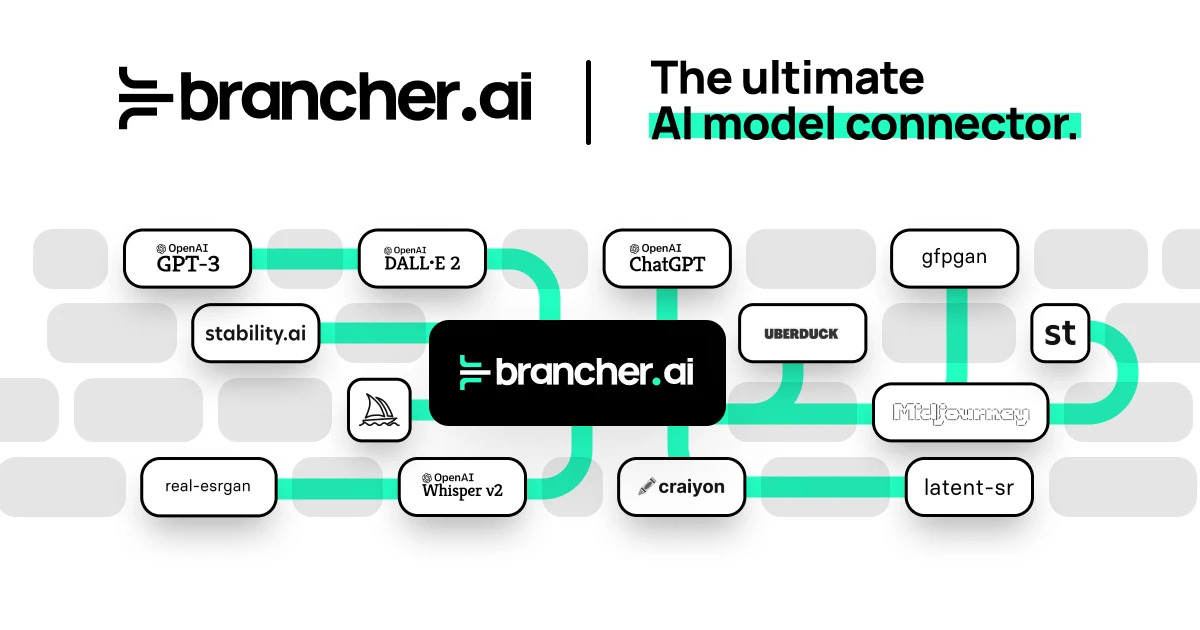 brancher.ai
The ultimate
AI model connector.
OpenAI
GPT-3
OpenAI
DALL·E 2
OpenAI
ChatGPT
gfpgan
stability.ai
UBERDUCK
st
brancher.ai
Midjourney
real-esrgan
OpenAI
Whisper v2
craiyon
latent-sr